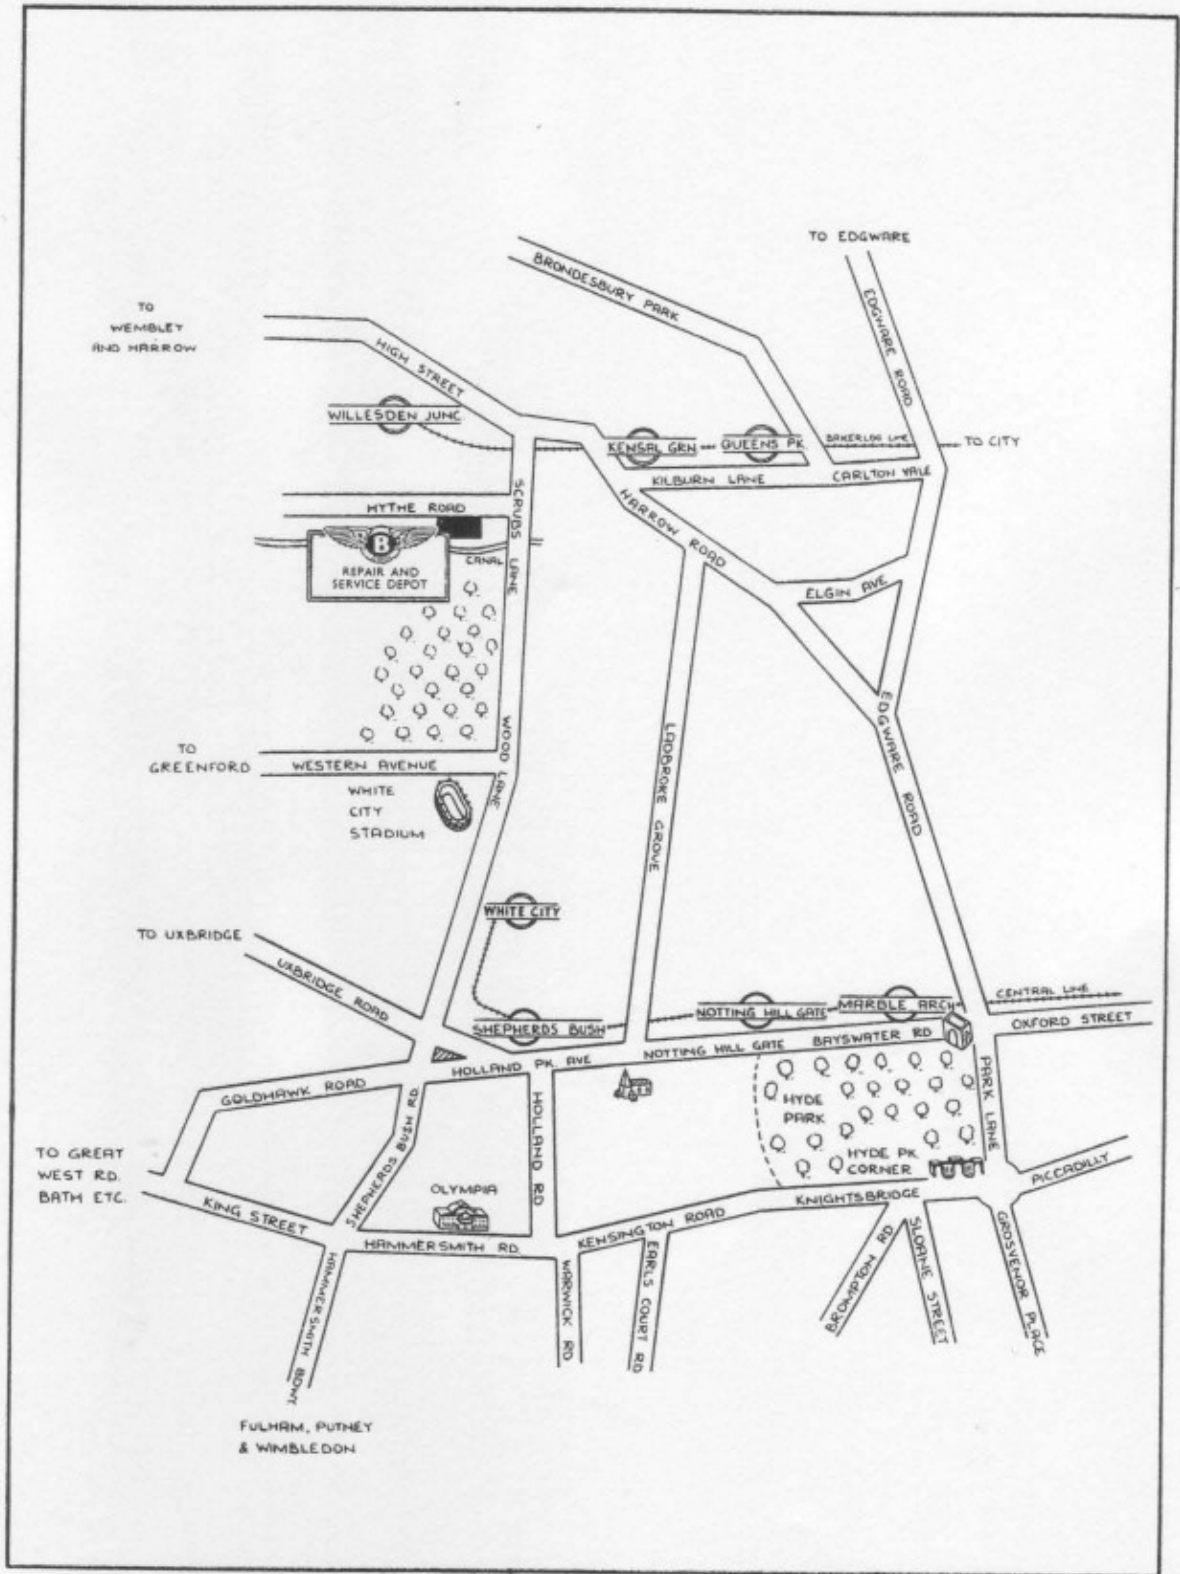 TO EDGWARE
BRONDESBURY PARK
EDGWARE ROAD
TO
WEMBLEY
AND HARROW
HIGH STREET
WILLESDEN JUNC.
KENSAL GRN
QUEENS PK.
BAKERLOO LINE
TO CITY
KILBURN LANE
CARLTON VALE
SCRUBS LANE
HYTHE ROAD
HARROW ROAD
B
REPAIR AND
SERVICE DEPOT
CANAL
ELGIN AVE
TO
GREENFORD
WESTERN AVENUE
WOOD LANE
LADBROKE GROVE
EDGWARE ROAD
WHITE
CITY
STADIUM
WHITE CITY
TO UXBRIDGE
UXBRIDGE ROAD
SHEPHERDS BUSH
NOTTING HILL GATE
MARBLE ARCH
CENTRAL LINE
OXFORD STREET
HOLLAND PK. AVE
NOTTING HILL GATE
BAYSWATER RD
GOLDHAWK ROAD
SHEPHERDS BUSH RD.
HOLLAND RD
HYDE
PARK
PARK LANE
TO GREAT
WEST RD.
BATH ETC.
HYDE PK.
CORNER
PICCADILLY
KING STREET
OLYMPIA
KNIGHTSBRIDGE
HAMMERSMITH RD.
KENSINGTON ROAD
HAMMERSMITH BDWY.
WARWICK RD
EARLS COURT RD
BROMPTON RD
SLOANE STREET
GROSVENOR PLACE
FULHAM, PUTNEY
& WIMBLEDON